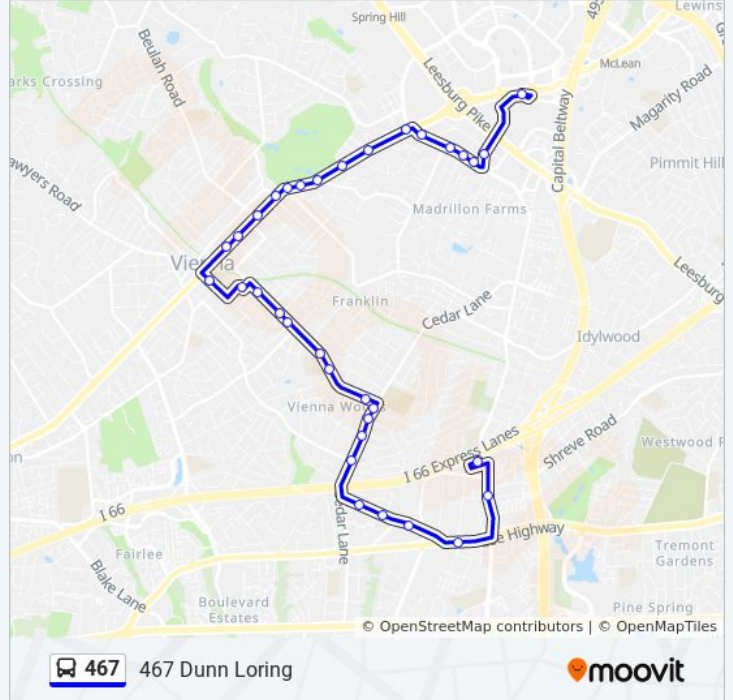 Lewins
Spring Hill
495
McLean
Beulah Road
arks Crossing
Leesburg Pike
Magarity Road
Capital Beltway
Pimmit Hill
awyers Road
Madrillon Farms
Vienna
Leesburg
Franklin
Cedar Lane
Idylwood
Vienna Woods
Shreve Road
I 66 Express Lanes
Westwood P
on
I 66
edar Lane
e Highway
Fairlee
Tremont
Gardens
Blake Lane
Boulevard
Estates
Pine Spring
© OpenStreetMap contributors | © OpenMapTiles
467 467 Dunn Loring
moovit